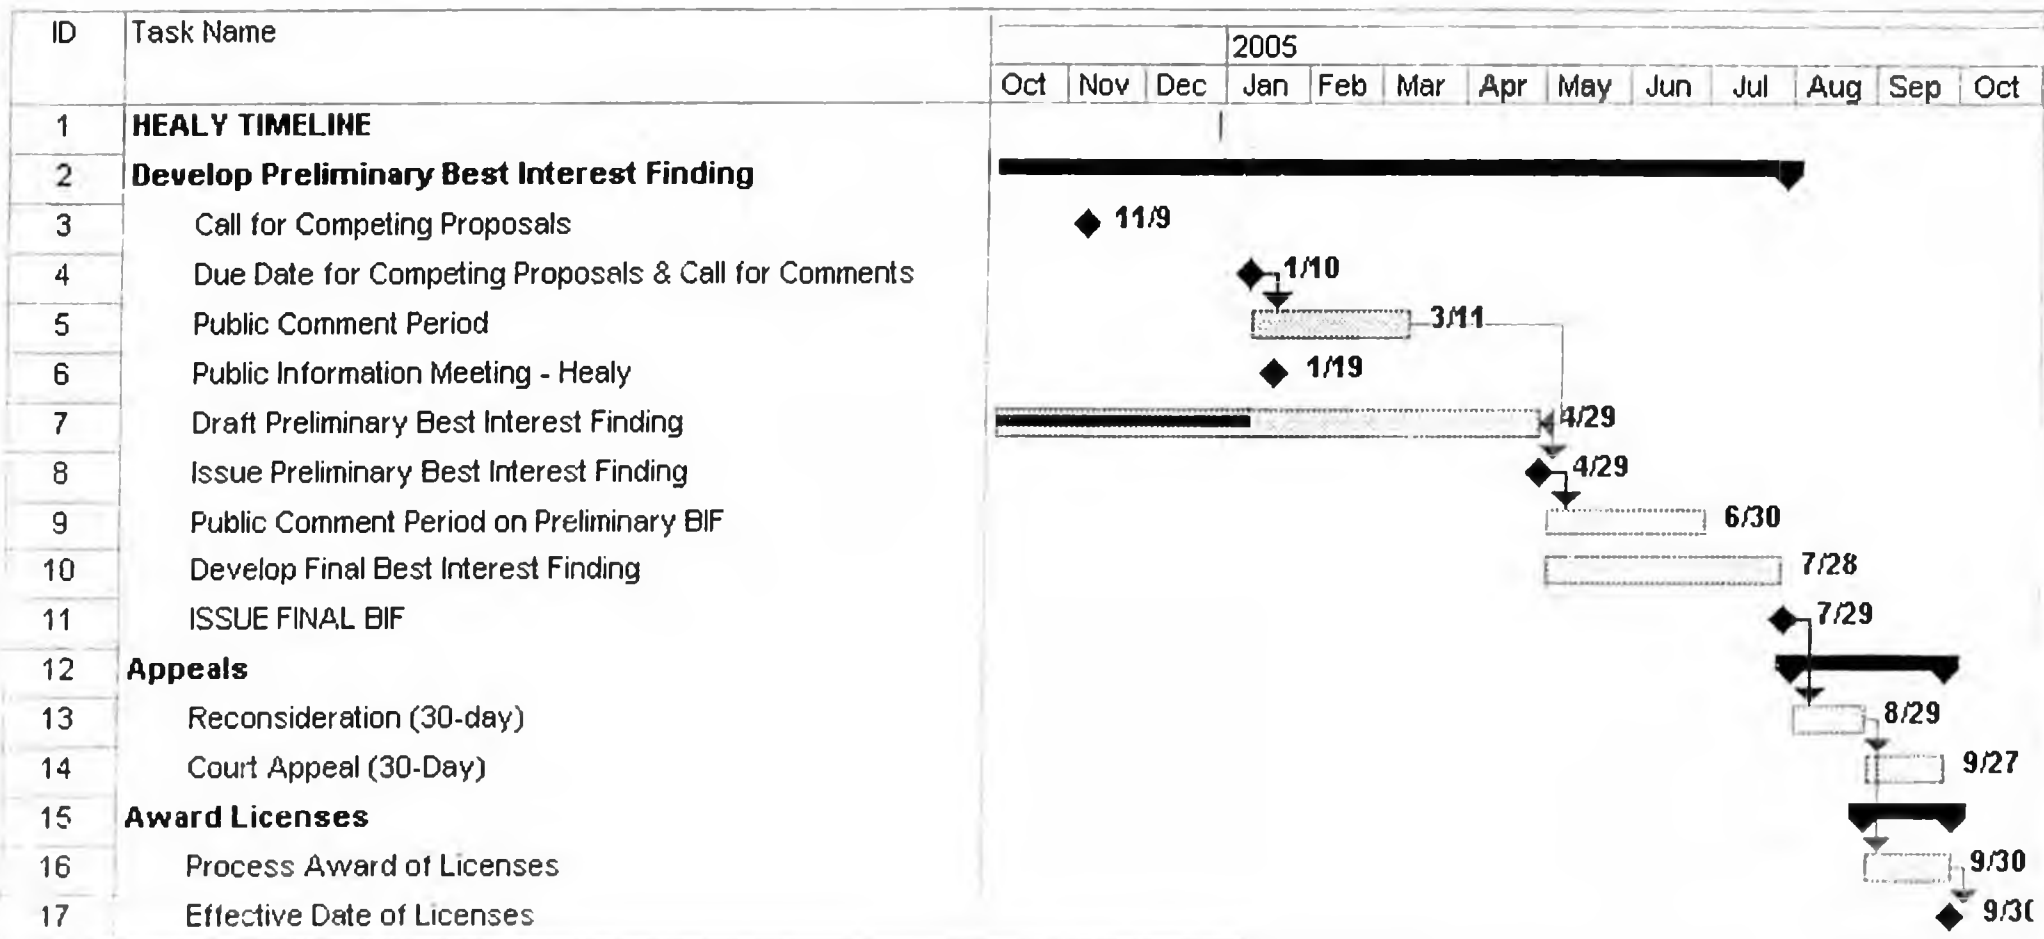 ID Task Name
2005
Oct Nov Dec Jan Feb Mar Apr May Jun Jul Aug Sep Oct
1 HEALY TIMELINE
2 Develop Preliminary Best Interest Finding
3 Call for Competing Proposals 11/9
4 Due Date for Competing Proposals & Call for Comments 1/10
5 Public Comment Period 3/11
6 Public Information Meeting - Healy 1/19
7 Draft Preliminary Best Interest Finding 4/29
8 Issue Preliminary Best Interest Finding 4/29
9 Public Comment Period on Preliminary BIF 6/30
10 Develop Final Best Interest Finding 7/28
11 ISSUE FINAL BIF 7/29
12 Appeals
13 Reconsideration (30-day) 8/29
14 Court Appeal (30-Day) 9/27
15 Award Licenses
16 Process Award of Licenses 9/30
17 Effective Date of Licenses